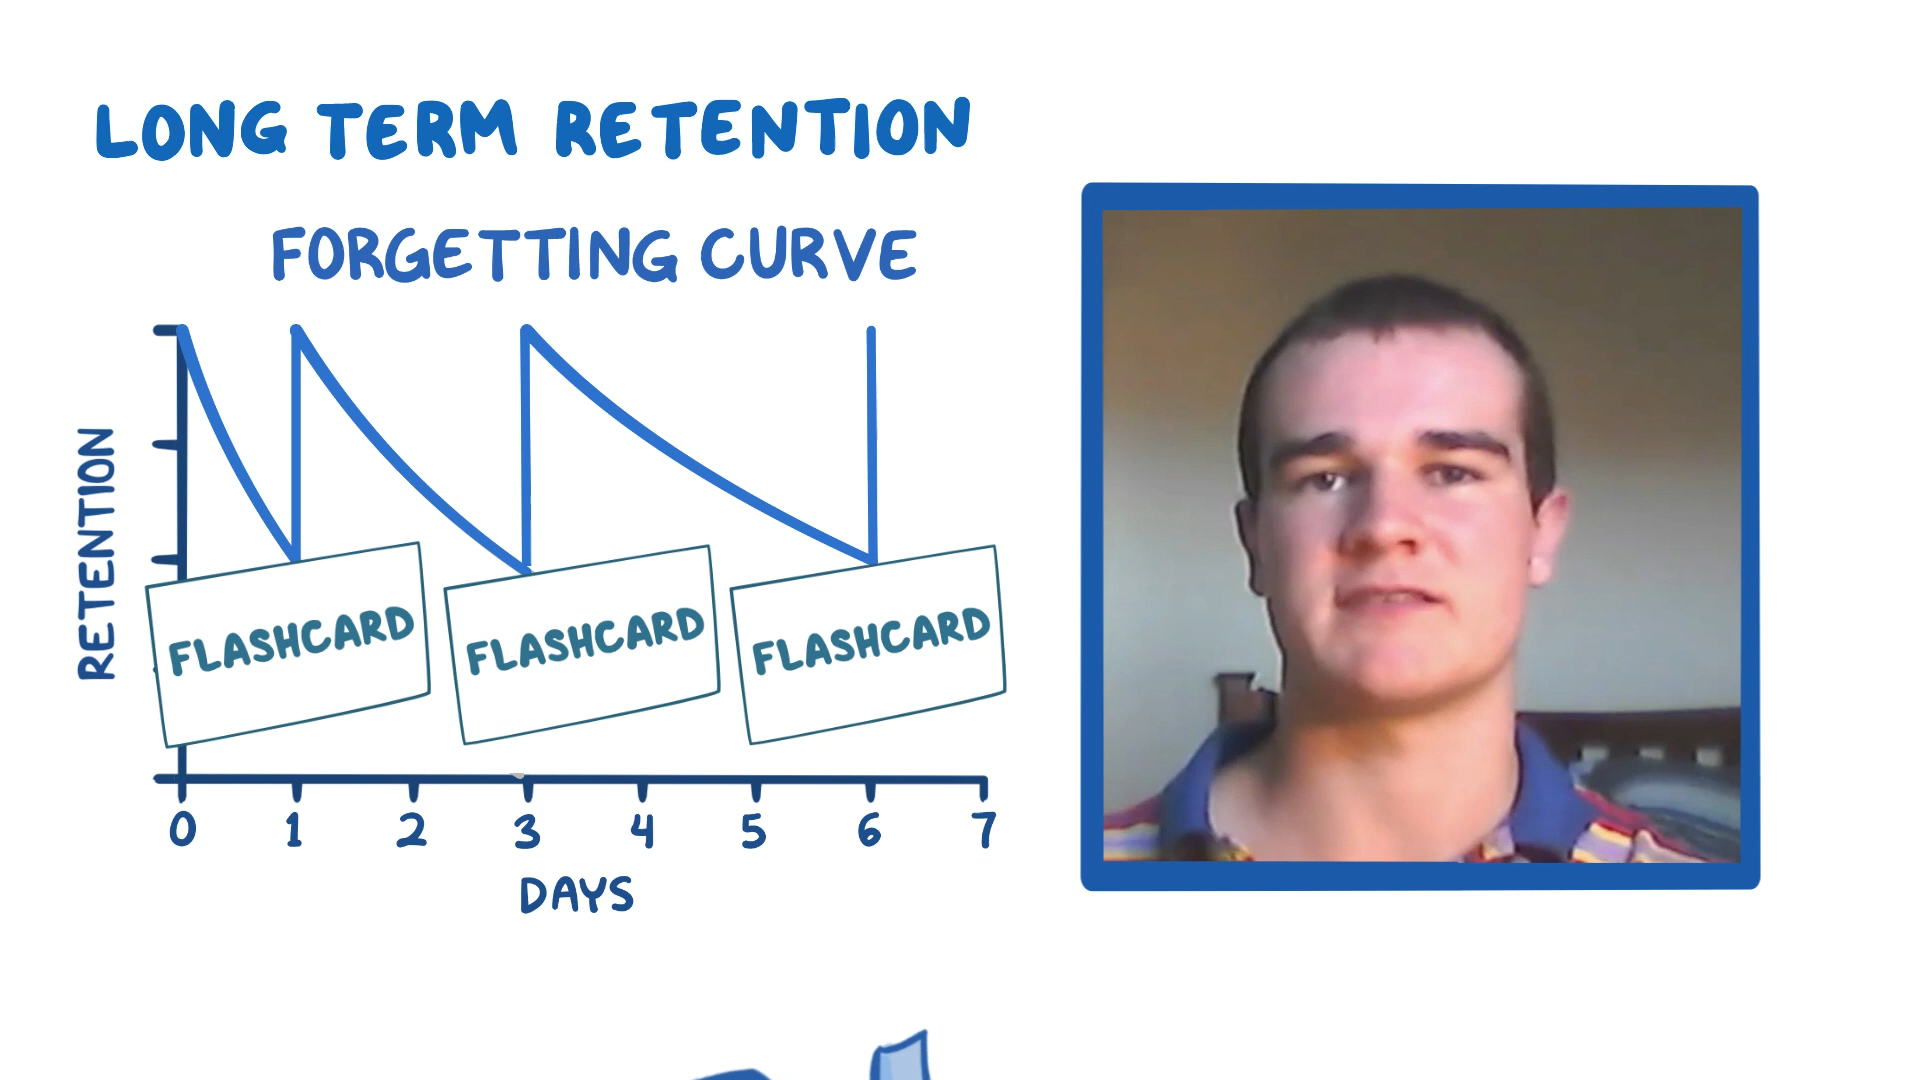 LONG TERM RETENTION
FORGETTING CURVE
RETENTION
FLASHCARD FLASHCARD FLASHCARD
0 1 2 3 4 5 6 7
DAYS